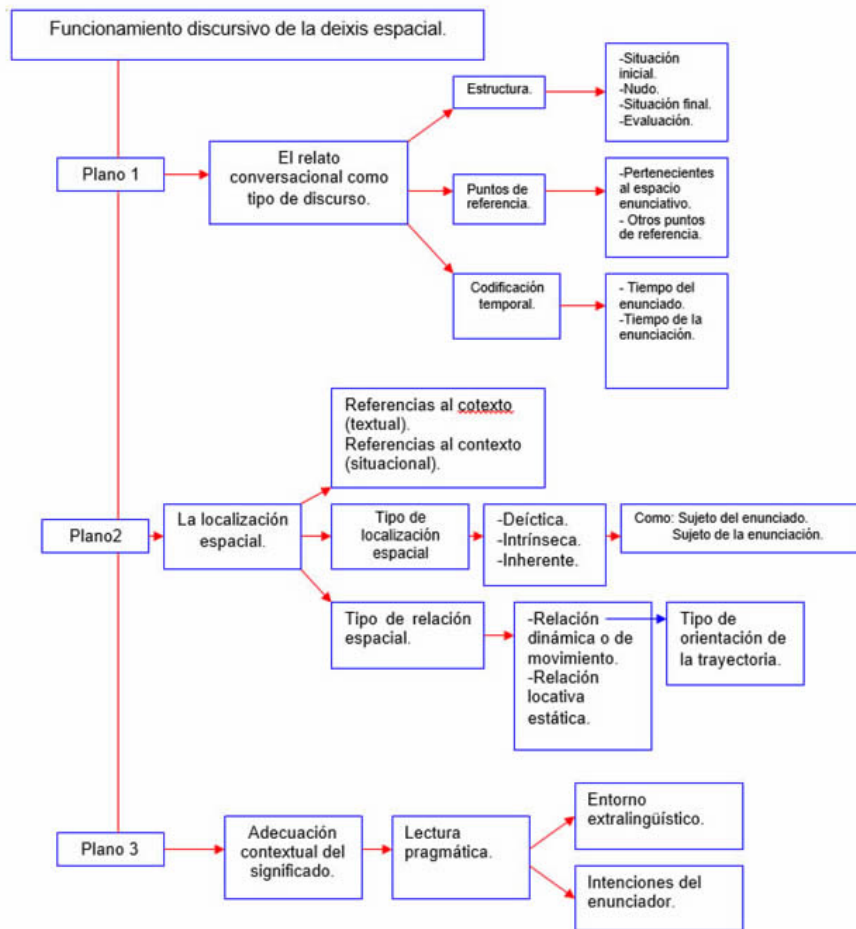 Funcionamiento discursivo de la deixis espacial.
Plano 1
El relato
conversacional como
tipo de discurso.
Estructura.
-Situación
inicial.
-Nudo.
-Situación final.
-Evaluación.
Puntos de
referencia.
-Pertenecientes
al espacio
enunciativo.
- Otros puntos
de referencia.
Codificación
temporal.
- Tiempo del
enunciado.
-Tiempo de la
enunciación.
Plano2
La localización
espacial.
Referencias al cotexto
(textual).
Referencias al contexto
(situacional).
Tipo de
localización
espacial
-Deíctica.
-Intrínseca.
-Inherente.
Como: Sujeto del enunciado.
Sujeto de la enunciación.
Tipo de relación
espacial.
-Relación
dinámica o de
movimiento.
-Relación
locativa
estática.
Tipo de
orientación de
la trayectoria.
Plano 3
Adecuación
contextual del
significado.
Lectura
pragmática.
Entorno
extralingüístico.
Intenciones del
enunciador.